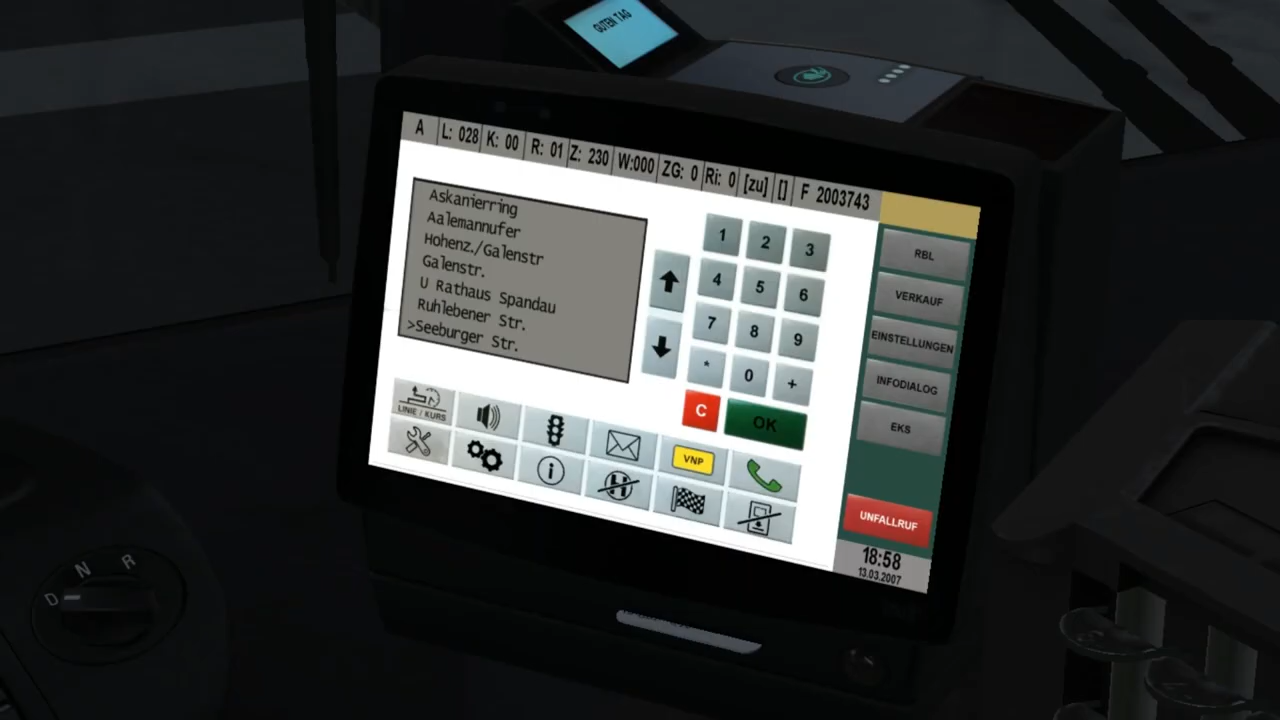 GUTEN TAG
A L: 028 K: 00 R: 01 Z: 230 W:000 ZG: 0 Ri: 0 [zu] [] F 2003743
Askanierring
Aalemannufer
Hohenz./Galenstr
Galenstr.
U Rathaus Spandau
Ruhlebener Str.
>Seeburger Str.
1 2 3
4 5 6
7 8 9
* 0 +
C OK
LINIE / KURS
VNP
i
H
RBL
VERKAUF
EINSTELLUNGEN
INFODIALOG
EKS
UNFALLRUF
18:58
13.03.2007
D N R